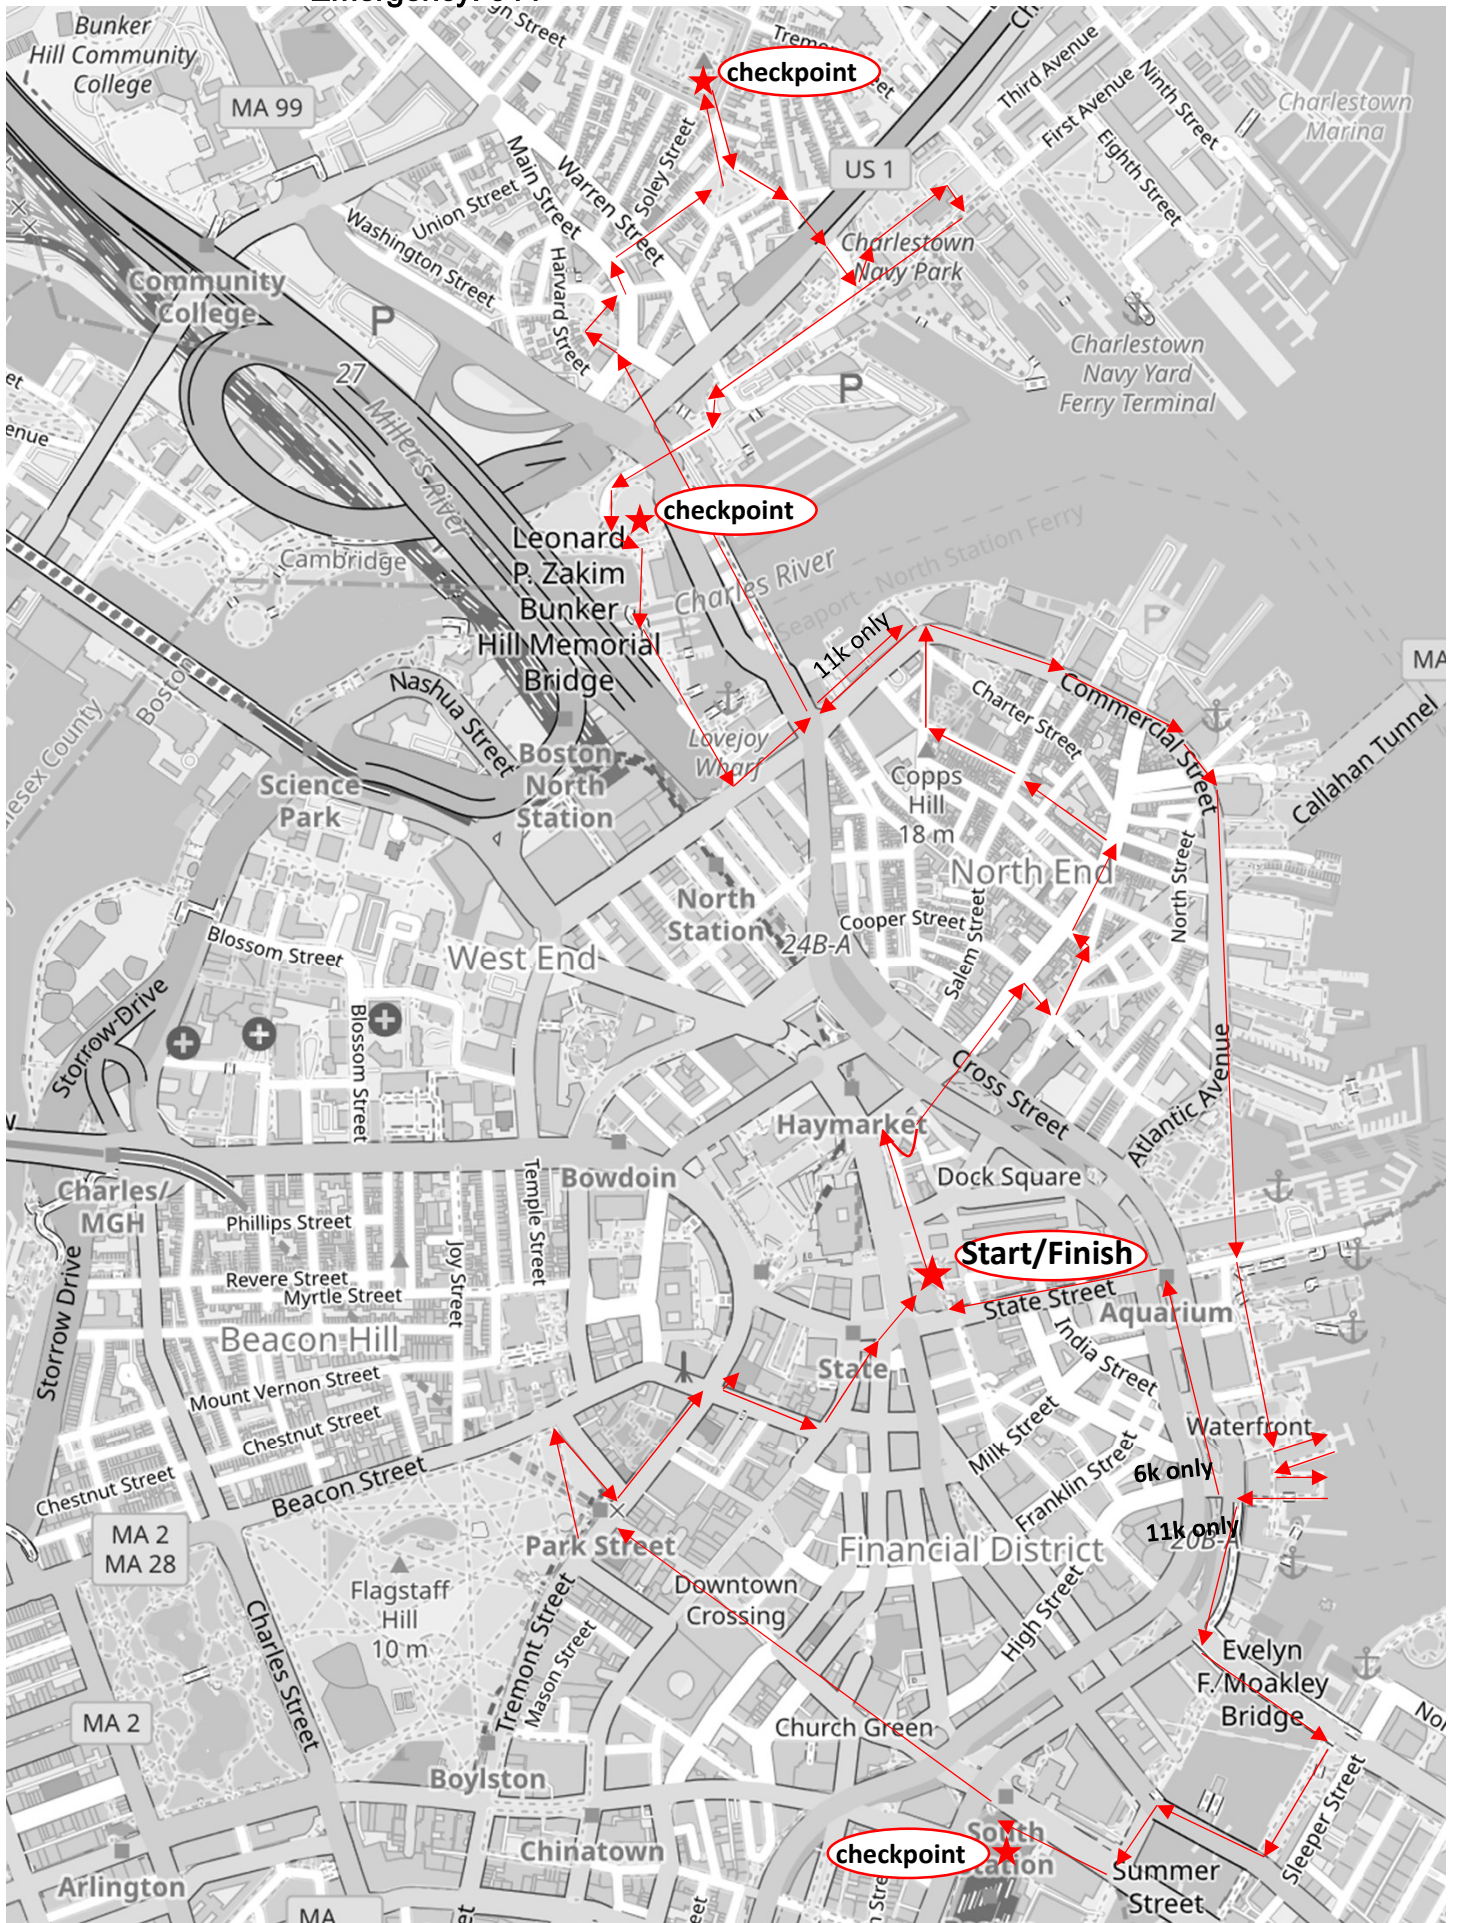 Bunker
Hill Community
College
MA 99
checkpoint
Third Avenue
First Avenue
Ninth Street
Eighth Street
Charlestown
Marina
US 1
Soley Street
Main Street
Warren Street
Union Street
Washington Street
Harvard Street
Community
College
P
Charlestown
Navy Park
27
Miller's River
P
Charlestown
Navy Yard
Ferry Terminal
checkpoint
Cambridge
Leonard
P. Zakim
Bunker
Hill Memorial
Bridge
Charles River
Seaport - North Station Ferry
11k only
P
MA
Nashua Street
Boston
North
Station
Lovejoy
Wharf
Charter Street
Commercial Street
Callahan Tunnel
Science
Park
Copps
Hill
18 m
North End
North Street
North
Station
Cooper Street
Salem Street
24B-A
West End
Blossom Street
Blossom Street
Storrow Drive
Cross Street
Atlantic Avenue
Haymarket
Dock Square
Bowdoin
Charles/
MGH
Phillips Street
Temple Street
Joy Street
Revere Street
Myrtle Street
Beacon Hill
Storrow Drive
Start/Finish
State Street
Aquarium
India Street
State
Mount Vernon Street
Chestnut Street
Chestnut Street
Beacon Street
Milk Street
Franklin Street
Waterfront
6k only
11k only
20B-A
MA 2
MA 28
Park Street
Financial District
Flagstaff
Hill
10 m
Downtown
Crossing
High Street
Charles Street
Tremont Street
Mason Street
Evelyn
F. Moakley
Bridge
MA 2
Church Green
Boylston
Sleeper Street
Chinatown
checkpoint
South
Station
Summer
Street
Arlington
MA